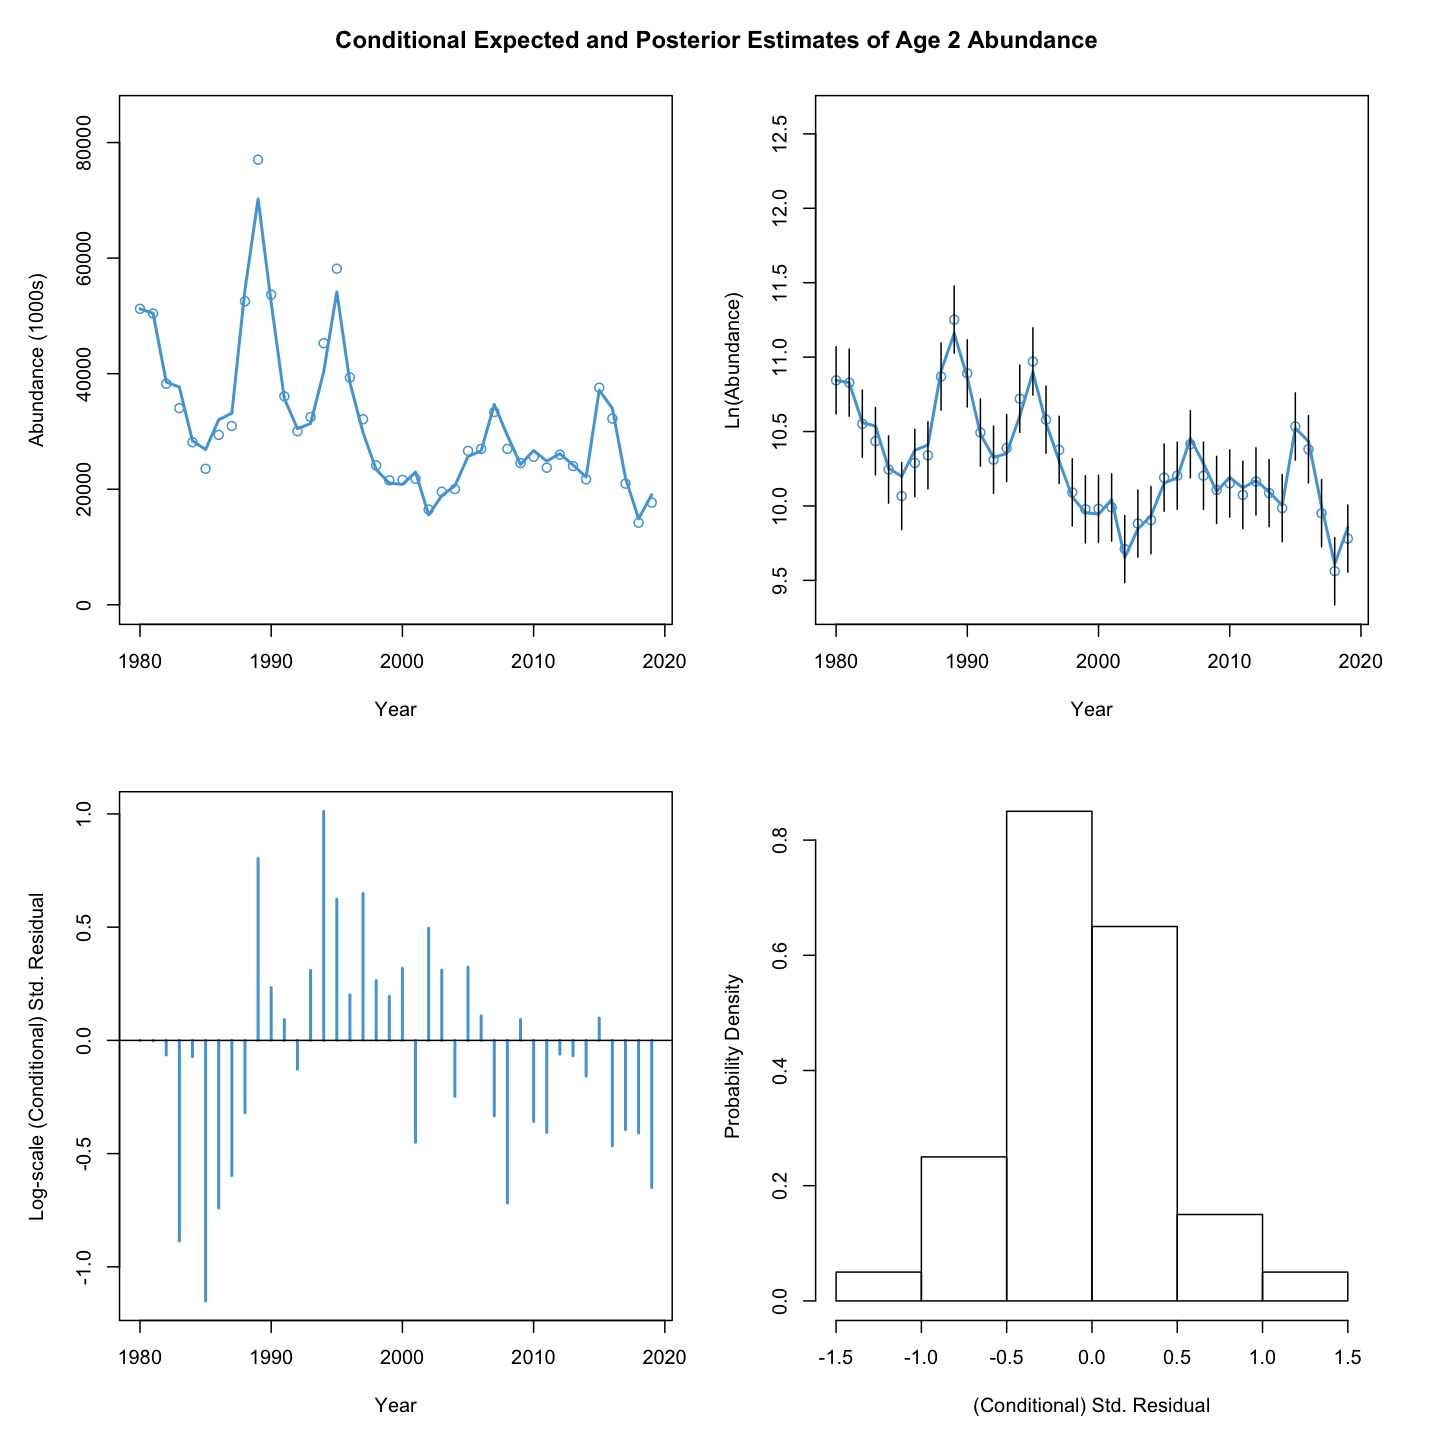 Conditional Expected and Posterior Estimates of Age 2 Abundance
Abundance (1000s)
80000
60000
40000
20000
0
1980 1990 2000 2010 2020
Year
Ln(Abundance)
12.5
12.0
11.5
11.0
10.5
10.0
9.5
1980 1990 2000 2010 2020
Year
Log-scale (Conditional) Std. Residual
1.0
0.5
0.0
-0.5
-1.0
1980 1990 2000 2010 2020
Year
Probability Density
0.8
0.6
0.4
0.2
0.0
-1.5 -1.0 -0.5 0.0 0.5 1.0 1.5
(Conditional) Std. Residual